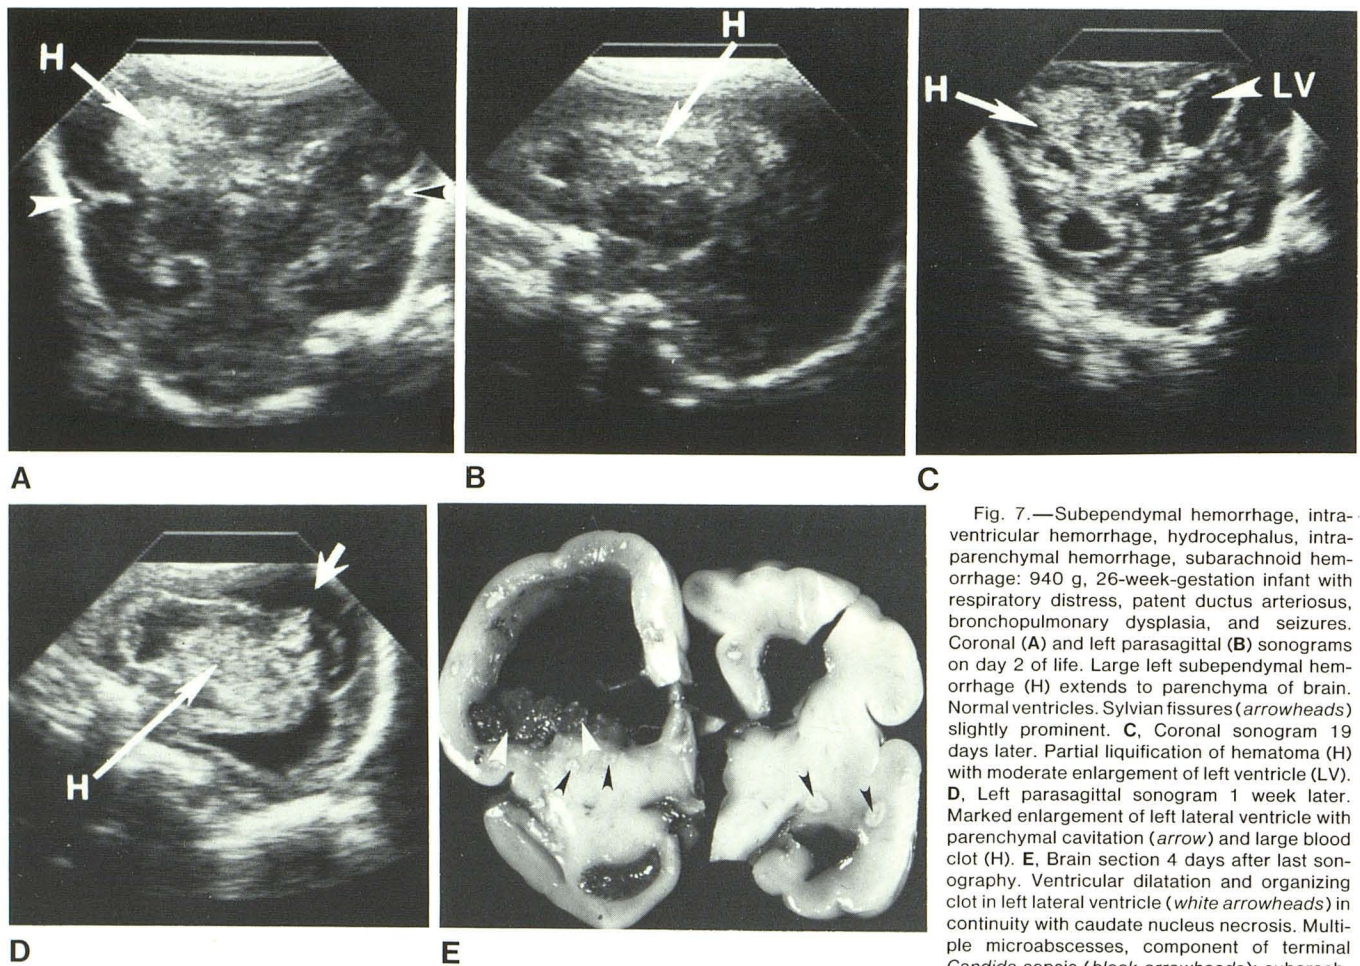 H
H
H
LV
A
B
C
H
D
E
Fig. 7.—Subependymal hemorrhage, intra-
ventricular hemorrhage, hydrocephalus, intra-
parenchymal hemorrhage, subarachnoid hem-
orrhage: 940 g, 26-week-gestation infant with
respiratory distress, patent ductus arteriosus,
bronchopulmonary dysplasia, and seizures.
Coronal (A) and left parasagittal (B) sonograms
on day 2 of life. Large left subependymal hem-
orrhage (H) extends to parenchyma of brain.
Normal ventricles. Sylvian fissures (arrowheads)
slightly prominent. C, Coronal sonogram 19
days later. Partial liquification of hematoma (H)
with moderate enlargement of left ventricle (LV).
D, Left parasagittal sonogram 1 week later.
Marked enlargement of left lateral ventricle with
parenchymal cavitation (arrow) and large blood
clot (H). E, Brain section 4 days after last son-
ography. Ventricular dilatation and organizing
clot in left lateral ventricle (white arrowheads) in
continuity with caudate nucleus necrosis. Multi-
ple microabscesses, component of terminal